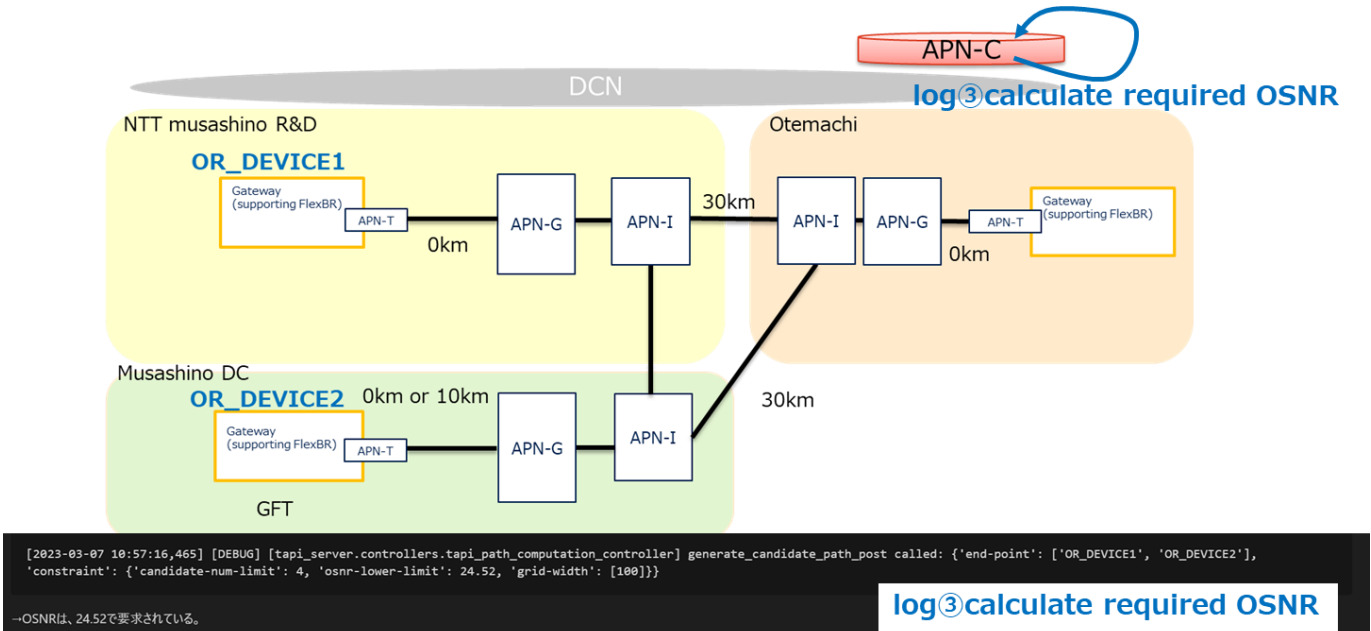 APN-C
DCN
log③calculate required OSNR
NTT musashino R&D
Otemachi
OR_DEVICE1
Gateway
(supporting FlexBR)
APN-T
0km
APN-G
APN-I
30km
APN-I
APN-G
0km
APN-T
Gateway
(supporting FlexBR)
Musashino DC
OR_DEVICE2
0km or 10km
Gateway
(supporting FlexBR)
APN-T
APN-G
APN-I
30km
GFT
[2023-03-07 10:57:16,465] [DEBUG] [tapi_server.controllers.tapi_path_computation_controller] generate_candidate_path_post called: {'end-point': ['OR_DEVICE1', 'OR_DEVICE2'],
'constraint': {'candidate-num-limit': 4, 'osnr-lower-limit': 24.52, 'grid-width': [100]}}
→OSNRは、24.52で要求されている。
log③calculate required OSNR